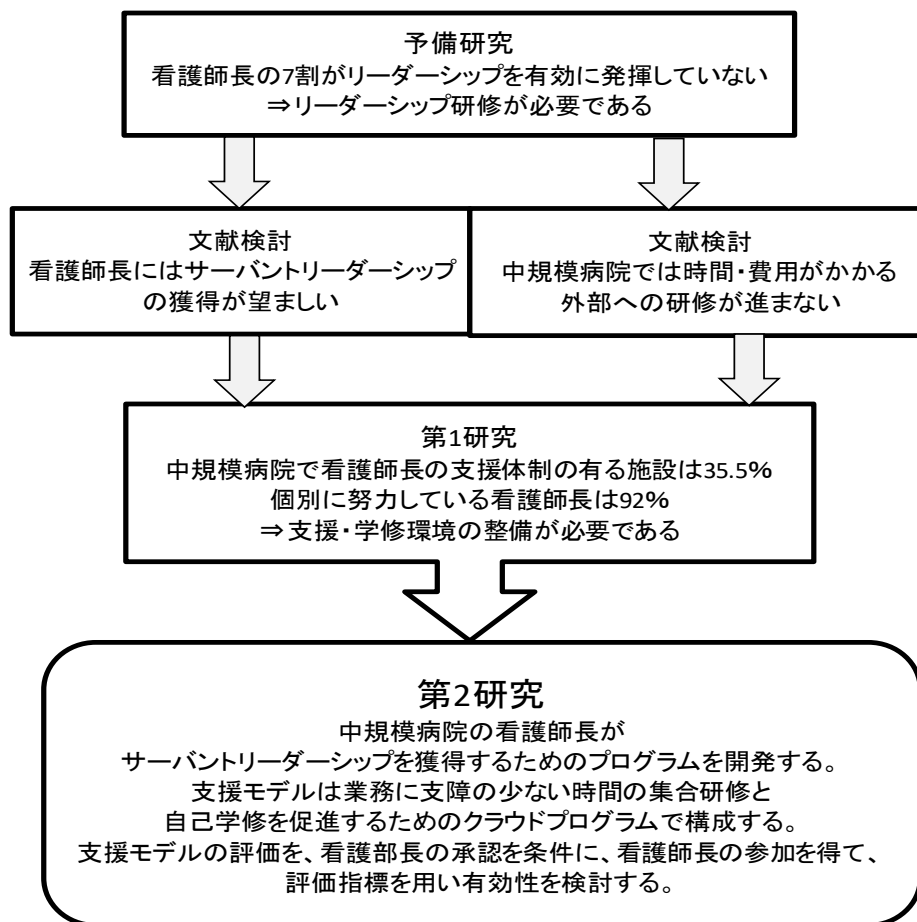 予備研究
看護師長の7割がリーダーシップを有効に発揮していない
⇒リーダーシップ研修が必要である
文献検討
看護師長にはサーバントリーダーシップ
の獲得が望ましい
文献検討
中規模病院では時間・費用がかかる
外部への研修が進まない
第1研究
中規模病院で看護師長の支援体制の有る施設は35.5%
個別に努力している看護師長は92%
⇒支援・学修環境の整備が必要である
第2研究
中規模病院の看護師長が
サーバントリーダーシップを獲得するためのプログラムを開発する。
支援モデルは業務に支障の少ない時間の集合研修と
自己学修を促進するためのクラウドプログラムで構成する。
支援モデルの評価を、看護部長の承認を条件に、看護師長の参加を得て、
評価指標を用い有効性を検討する。